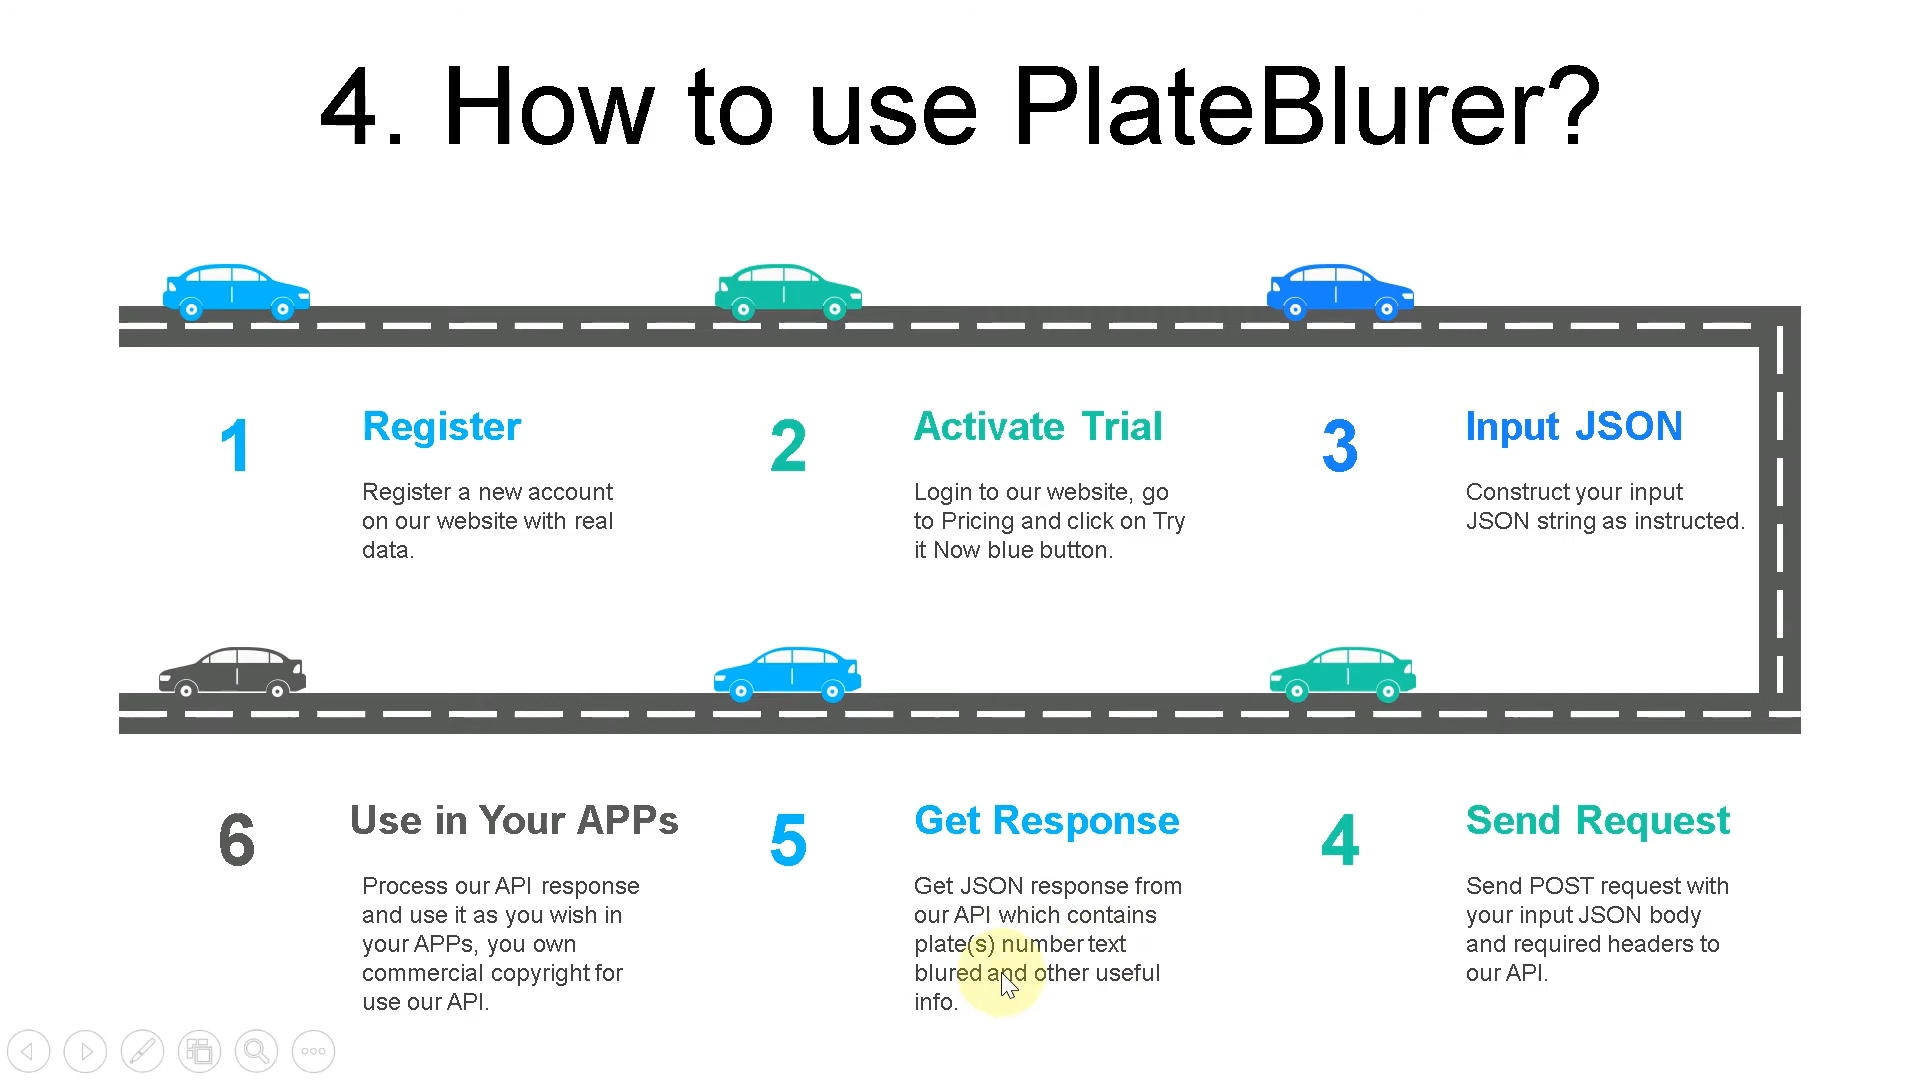 4. How to use PlateBlurer?
1
Register
Register a new account
on our website with real
data.
2
Activate Trial
Login to our website, go
to Pricing and click on Try
it Now blue button.
3
Input JSON
Construct your input
JSON string as instructed.
6
Use in Your APPs
Process our API response
and use it as you wish in
your APPs, you own
commercial copyright for
use our API.
5
Get Response
Get JSON response from
our API which contains
plate(s) number text
blured and other useful
info.
4
Send Request
Send POST request with
your input JSON body
and required headers to
our API.